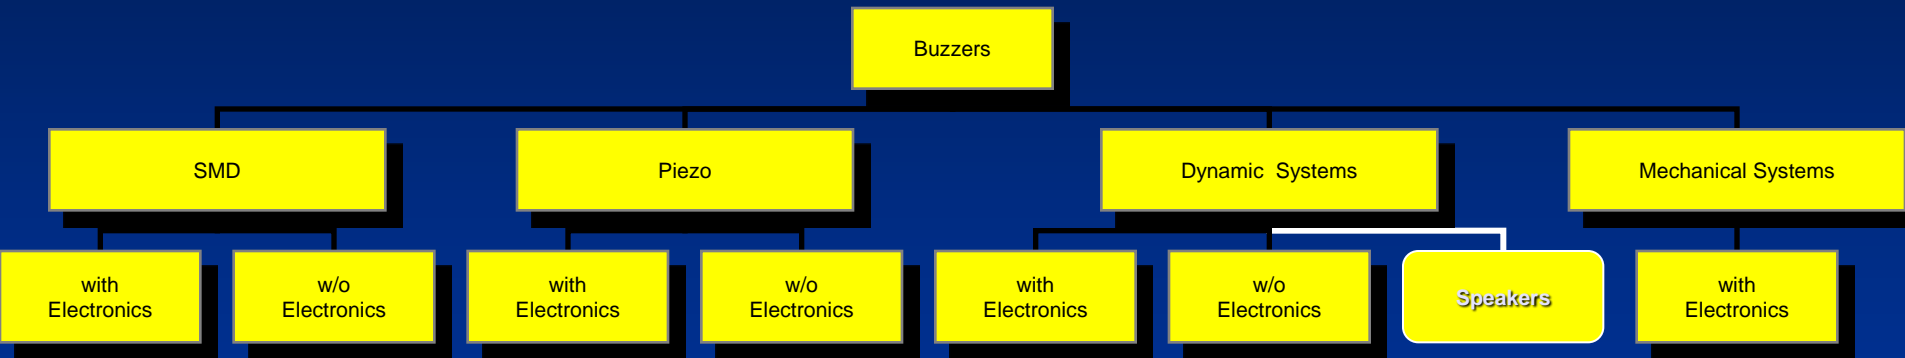 Buzzers
SMD
Piezo
Dynamic Systems
Mechanical Systems
with
Electronics
w/o
Electronics
with
Electronics
w/o
Electronics
with
Electronics
w/o
Electronics
Speakers
with
Electronics